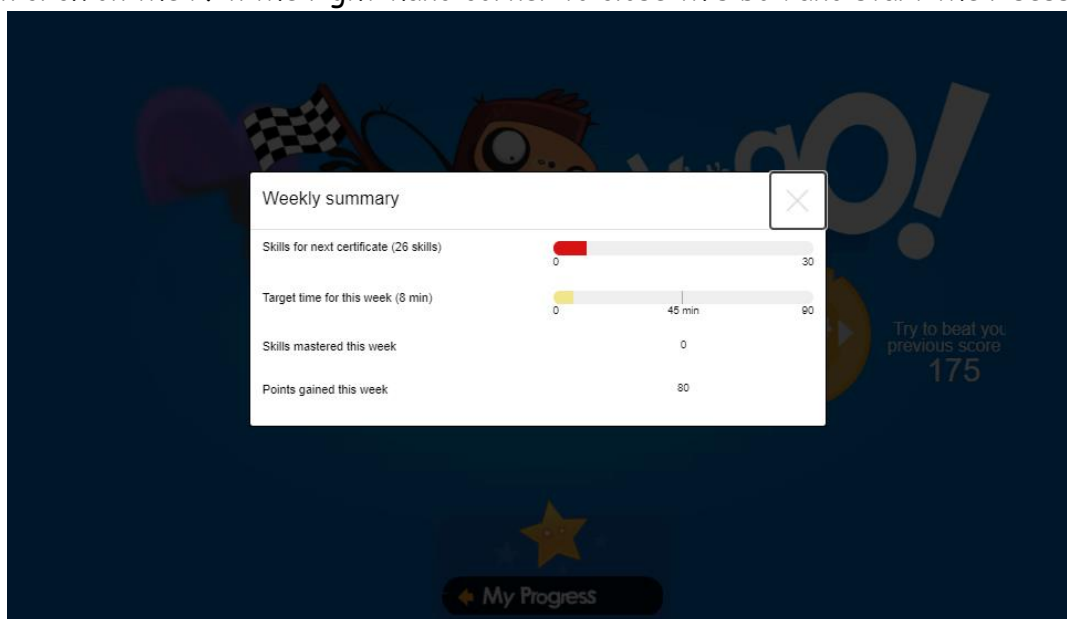 Weekly summary
Skills for next certificate (26 skills)
0 30
Target time for this week (8 min)
0 45 min 90
Skills mastered this week 0
Points gained this week 80
go!
Try to beat you
previous score
175
My Progress